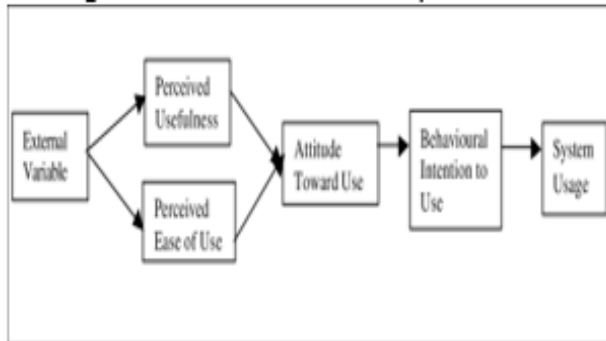 External
Variable
Perceived
Usefulness
Perceived
Ease of Use
Attitude
Toward Use
Behavioural
Intention to
Use
System
Usage